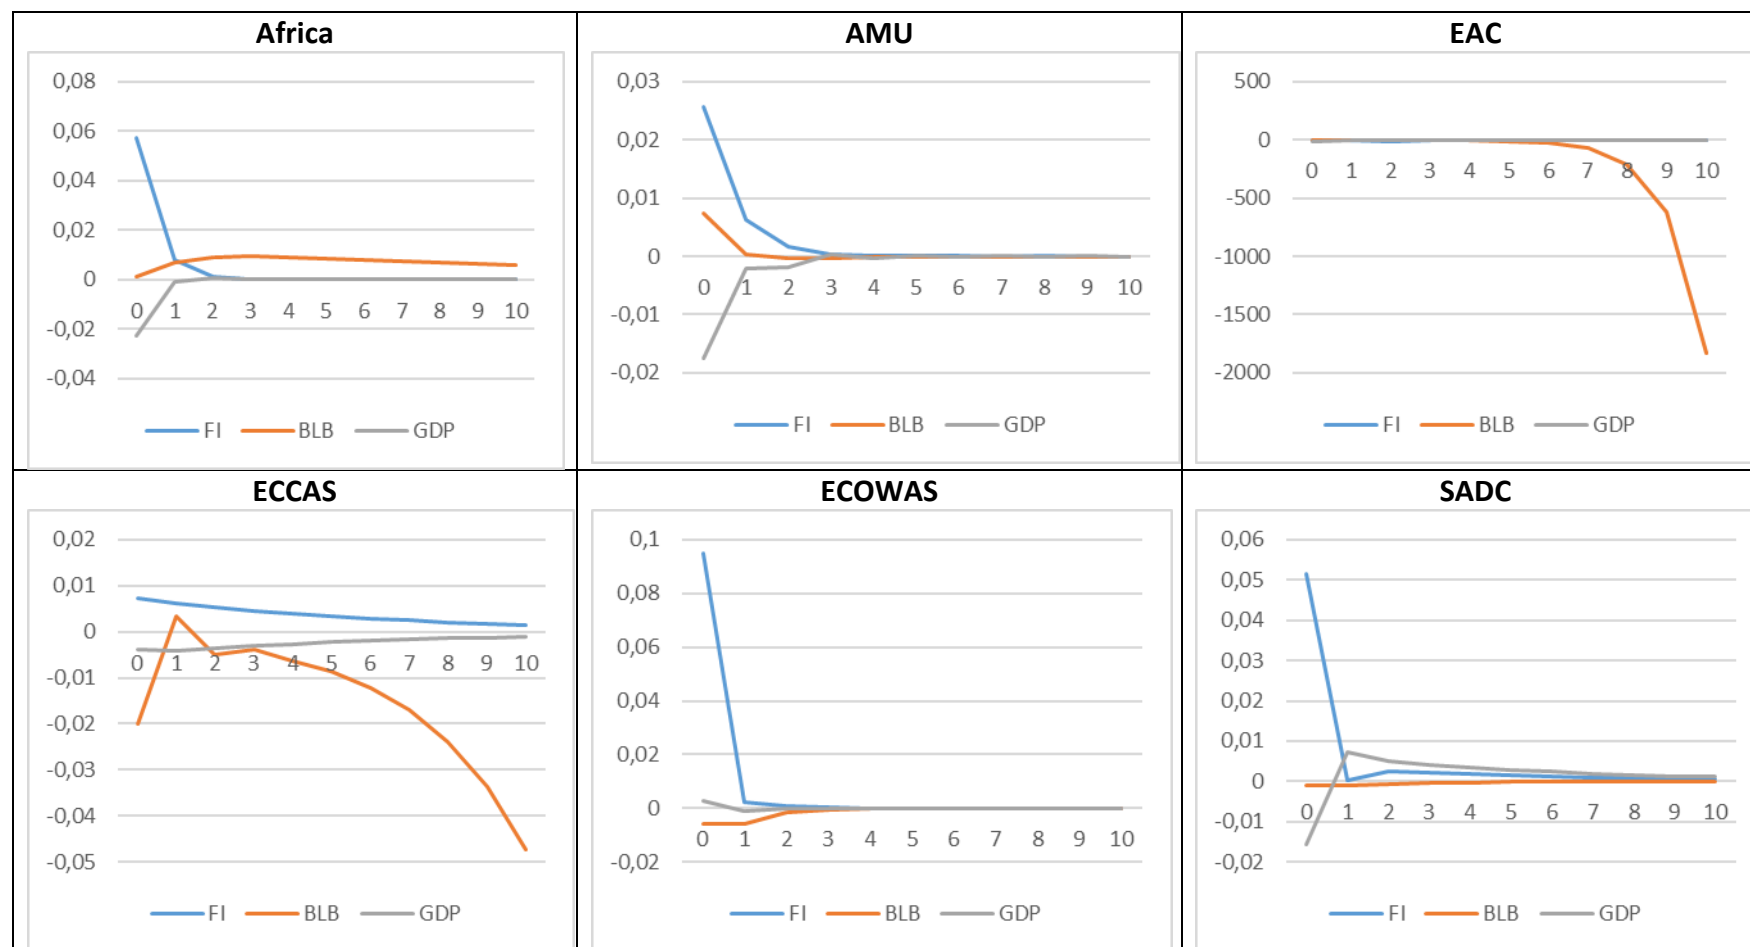 Africa
0,08
0,06
0,04
0,02
0
-0,02
-0,04
0 1 2 3 4 5 6 7 8 9 10
FI BLB GDP
AMU
0,03
0,02
0,01
0
-0,01
-0,02
0 1 2 3 4 5 6 7 8 9 10
FI BLB GDP
EAC
500
0
-500
-1000
-1500
-2000
0 1 2 3 4 5 6 7 8 9 10
FI BLB GDP
ECCAS
0,02
0,01
0
-0,01
-0,02
-0,03
-0,04
-0,05
0 1 2 3 4 5 6 7 8 9 10
FI BLB GDP
ECOWAS
0,1
0,08
0,06
0,04
0,02
0
-0,02
0 1 2 3 4 5 6 7 8 9 10
FI BLB GDP
SADC
0,06
0,05
0,04
0,03
0,02
0,01
0
-0,01
-0,02
0 1 2 3 4 5 6 7 8 9 10
FI BLB GDP